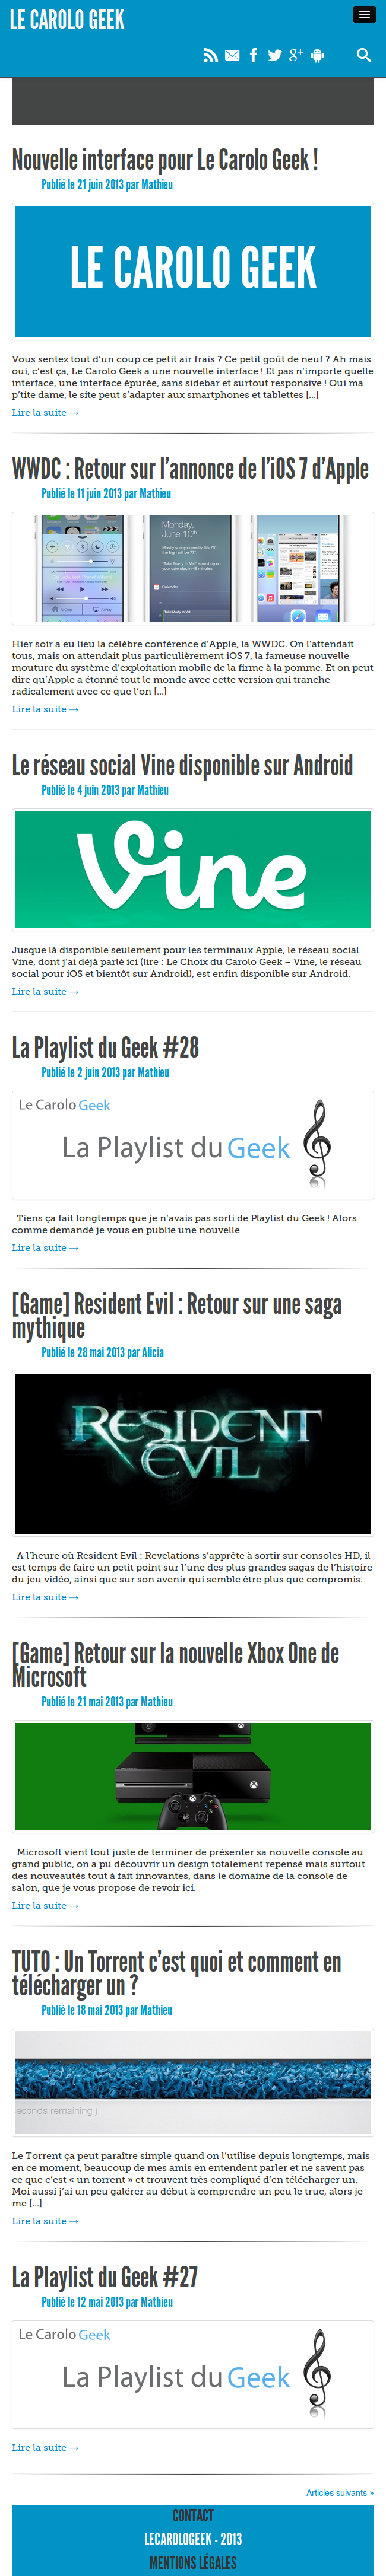 LE CAROLO GEEK
Nouvelle interface pour Le Carolo Geek !
Publié le 21 juin 2013 par Mathieu
LE CAROLO GEEK
Vous sentez tout d’un coup ce petit air frais ? Ce petit goût de neuf ? Ah mais
oui, c’est ça, Le Carolo Geek a une nouvelle interface ! Et pas n’importe quelle
interface, une interface épurée, sans sidebar et surtout responsive ! Oui ma
p’tite dame, le site peut s’adapter aux smartphones et tablettes [...]
Lire la suite →
WWDC : Retour sur l’annonce de l’iOS 7 d’Apple
Publié le 11 juin 2013 par Mathieu
Monday,
June 10th
Calendar
Hier soir a eu lieu la célèbre conférence d’Apple, la WWDC. On l’attendait
tous, mais on attendait plus particulièrement iOS 7, la fameuse nouvelle
mouture du système d’exploitation mobile de la firme à la pomme. Et on peut
dire qu’Apple a étonné tout le monde avec cette version qui tranche
radicalement avec ce que l’on [...]
Lire la suite →
Le réseau social Vine disponible sur Android
Publié le 4 juin 2013 par Mathieu
Vine
Jusque là disponible seulement pour les terminaux Apple, le réseau social
Vine, dont j’ai déjà parlé ici (lire : Le Choix du Carolo Geek – Vine, le réseau
social pour iOS et bientôt sur Android), est enfin disponible sur Android.
Lire la suite →
La Playlist du Geek #28
Publié le 2 juin 2013 par Mathieu
Le Carolo Geek
La Playlist du Geek
Tiens ça fait longtemps que je n’avais pas sorti de Playlist du Geek ! Alors
comme demandé je vous en publie une nouvelle
Lire la suite →
[Game] Resident Evil : Retour sur une saga
mythique
Publié le 28 mai 2013 par Alicia
RESIDENT
EVIL
A l’heure où Resident Evil : Revelations s’apprête à sortir sur consoles HD, il
est temps de faire un petit point sur l’une des plus grandes sagas de l’histoire
du jeu vidéo, ainsi que sur son avenir qui semble être plus que compromis.
Lire la suite →
[Game] Retour sur la nouvelle Xbox One de
Microsoft
Publié le 21 mai 2013 par Mathieu
Microsoft vient tout juste de terminer de présenter sa nouvelle console au
grand public, on a pu découvrir un design totalement repensé mais surtout
des nouveautés tout à fait innovantes, dans le domaine de la console de
salon, que je vous propose de revoir ici.
Lire la suite →
TUTO : Un Torrent c’est quoi et comment en
télécharger un ?
Publié le 18 mai 2013 par Mathieu
econds remaining )
Le Torrent ça peut paraître simple quand on l’utilise depuis longtemps, mais
en ce moment, beaucoup de mes amis en entendent parler et ne savent pas
ce que c’est « un torrent » et trouvent très compliqué d’en télécharger un.
Moi aussi j’ai un peu galérer au début à comprendre un peu le truc, alors je
me [...]
Lire la suite →
La Playlist du Geek #27
Publié le 12 mai 2013 par Mathieu
Le Carolo Geek
La Playlist du Geek
Lire la suite →
Articles suivants »
CONTACT
LECAROLOGEEK - 2013
MENTIONS LÉGALES